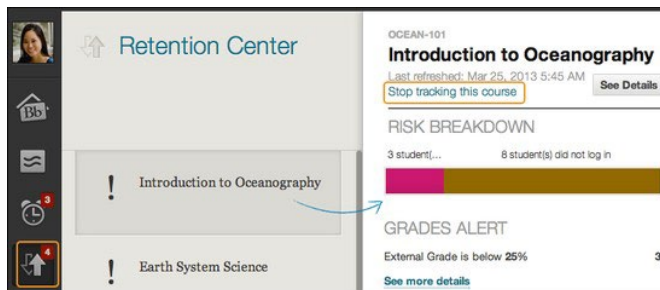 Retention Center
Bb
3
4
! Introduction to Oceanography
! Earth System Science
OCEAN-101
Introduction to Oceanography
Last refreshed: Mar 25, 2013 5:45 AM
Stop tracking this course
See Details
RISK BREAKDOWN
3 student(... 8 student(s) did not log in
GRADES ALERT
External Grade is below 25% 3
See more details